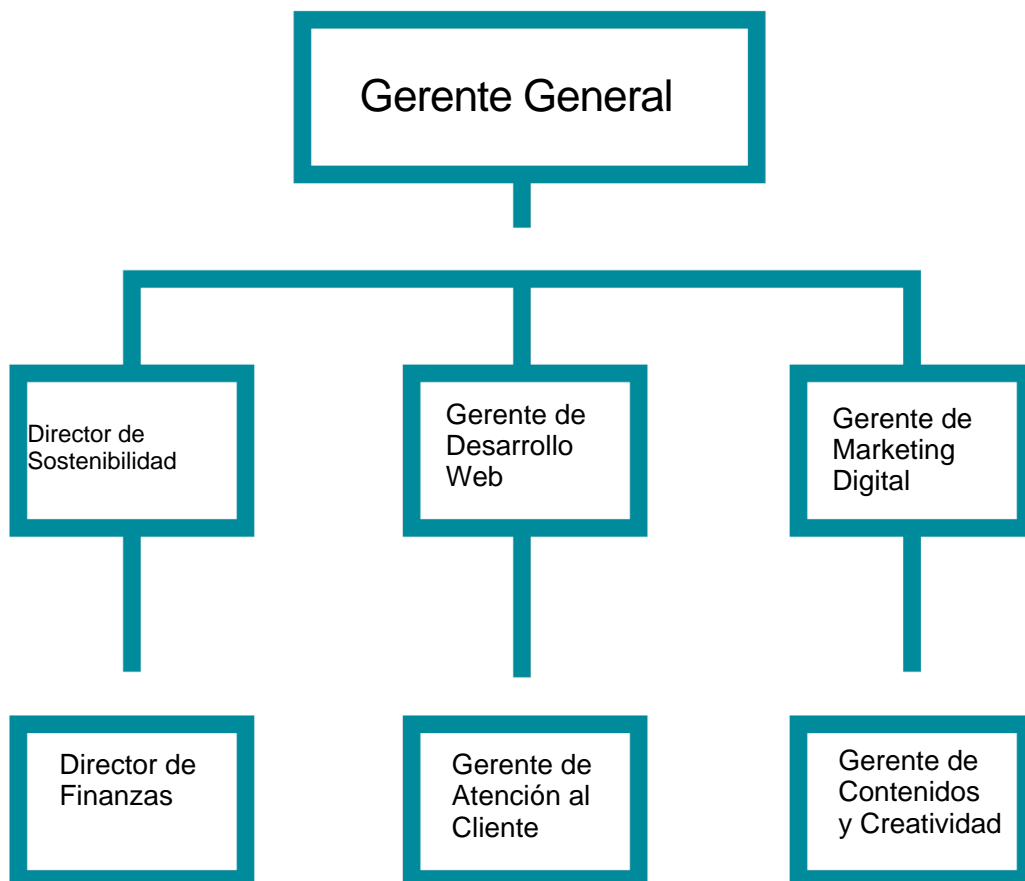 Gerente General
Director de
Sostenibilidad
Gerente de
Desarrollo
Web
Gerente de
Marketing
Digital
Director de
Finanzas
Gerente de
Atención al
Cliente
Gerente de
Contenidos
y Creatividad